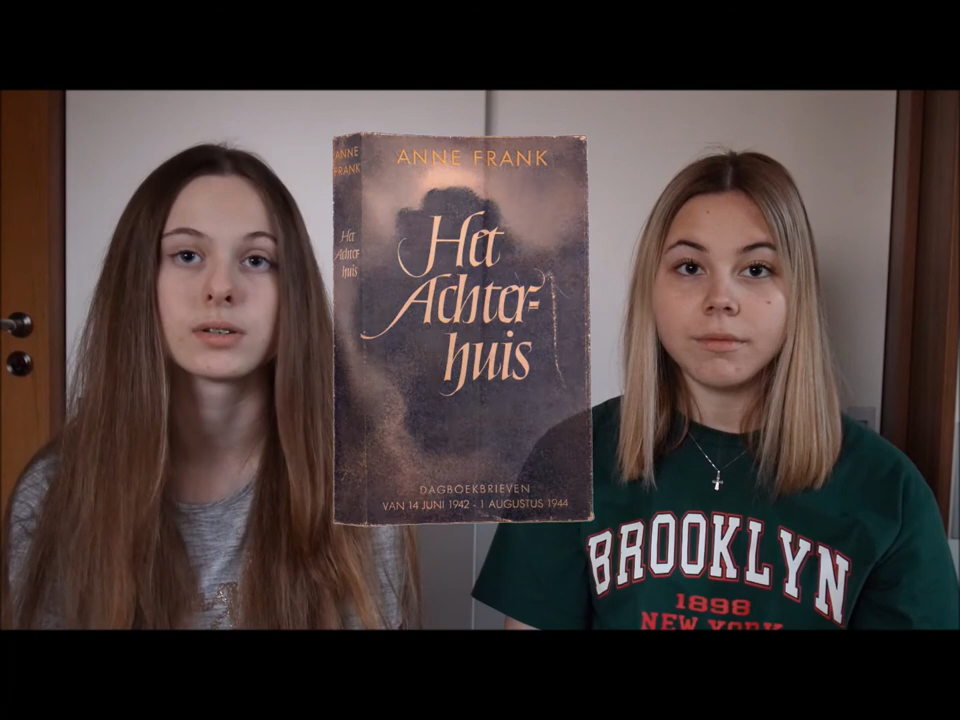 ANNE FRANK
Het
Achter-
huis
DAGBOEKBRIEVEN
VAN 14 JUNI 1942 - 1 AUGUSTUS 1944
ANNE
FRANK
Het
Achter-
huis
BROOKLYN
1898
NEW YORK